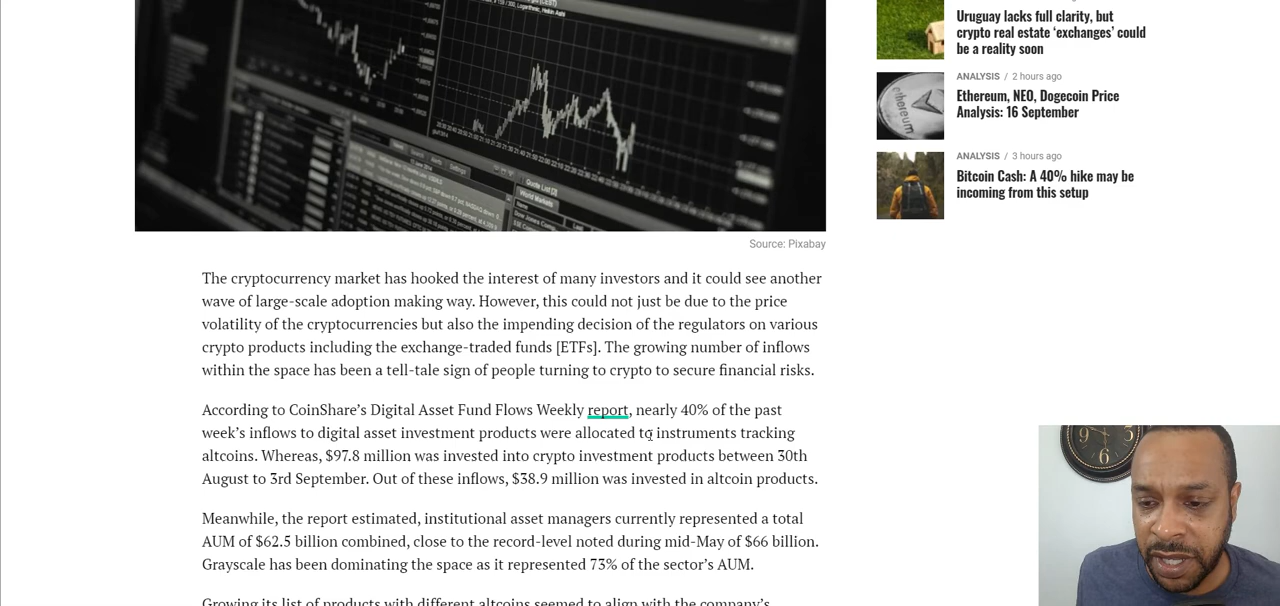 Uruguay lacks full clarity, but
crypto real estate ‘exchanges’ could
be a reality soon
ANALYSIS / 2 hours ago
Ethereum, NEO, Dogecoin Price
Analysis: 16 September
ANALYSIS / 3 hours ago
Bitcoin Cash: A 40% hike may be
incoming from this setup
ethereum
Quote List
World Markets
Source: Pixabay
The cryptocurrency market has hooked the interest of many investors and it could see another
wave of large-scale adoption making way. However, this could not just be due to the price
volatility of the cryptocurrencies but also the impending decision of the regulators on various
crypto products including the exchange-traded funds [ETFs]. The growing number of inflows
within the space has been a tell-tale sign of people turning to crypto to secure financial risks.
According to CoinShare’s Digital Asset Fund Flows Weekly report, nearly 40% of the past
week’s inflows to digital asset investment products were allocated to instruments tracking
altcoins. Whereas, $97.8 million was invested into crypto investment products between 30th
August to 3rd September. Out of these inflows, $38.9 million was invested in altcoin products.
Meanwhile, the report estimated, institutional asset managers currently represented a total
AUM of $62.5 billion combined, close to the record-level noted during mid-May of $66 billion.
Grayscale has been dominating the space as it represented 73% of the sector’s AUM.
Growing its list of products with different altcoins seemed to align with the company’s